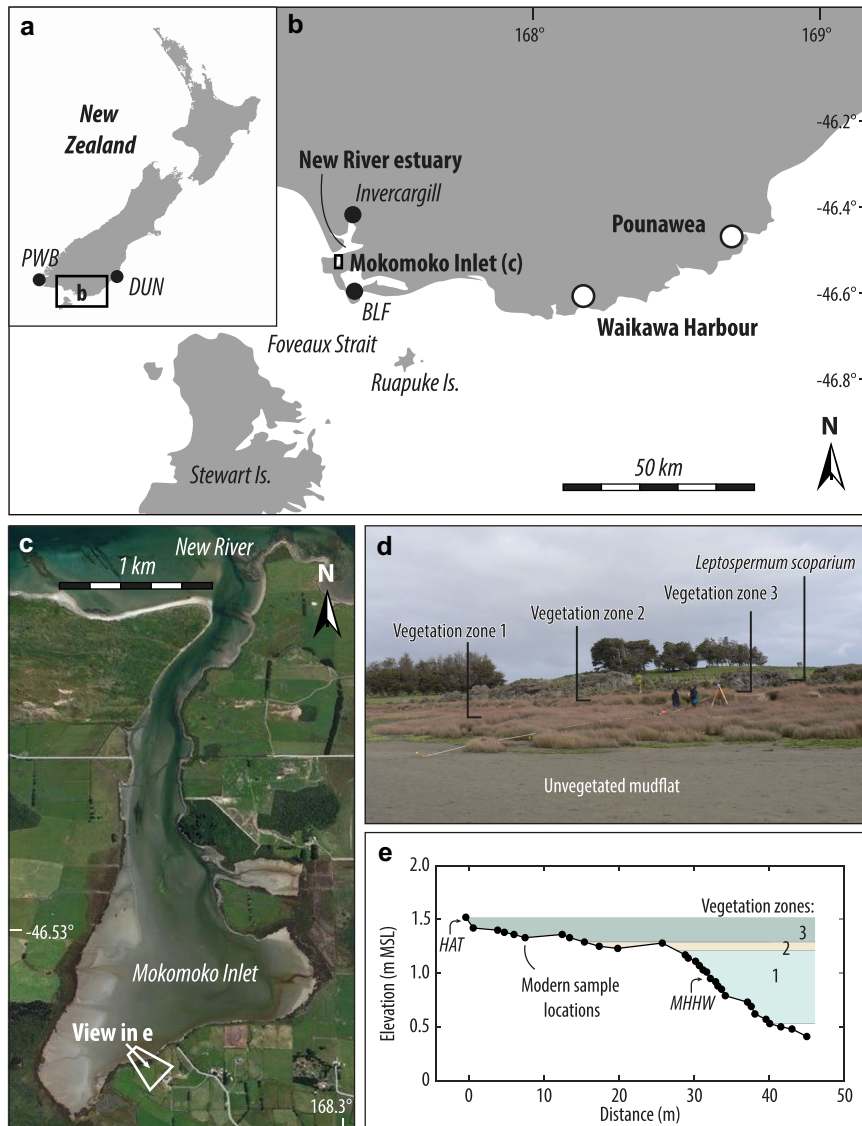 a
New
Zealand
PWB
b
DUN
b
168°
169°
-46.2°
-46.4°
-46.6°
-46.8°
New River estuary
Invercargill
Mokomoko Inlet (c)
BLF
Pounawea
Waikawa Harbour
Foveaux Strait
Ruapuke Is.
Stewart Is.
N
50 km
c
New River
1 km
N
-46.53°
Mokomoko Inlet
View in e
168.3°
d
Leptospermum scoparium
Vegetation zone 3
Vegetation zone 2
Vegetation zone 1
Unvegetated mudflat
e
2.0
1.5
1.0
0.5
0
Elevation (m MSL)
Vegetation zones:
3
2
1
HAT
Modern sample
locations
MHHW
0
10
20
30
40
50
Distance (m)